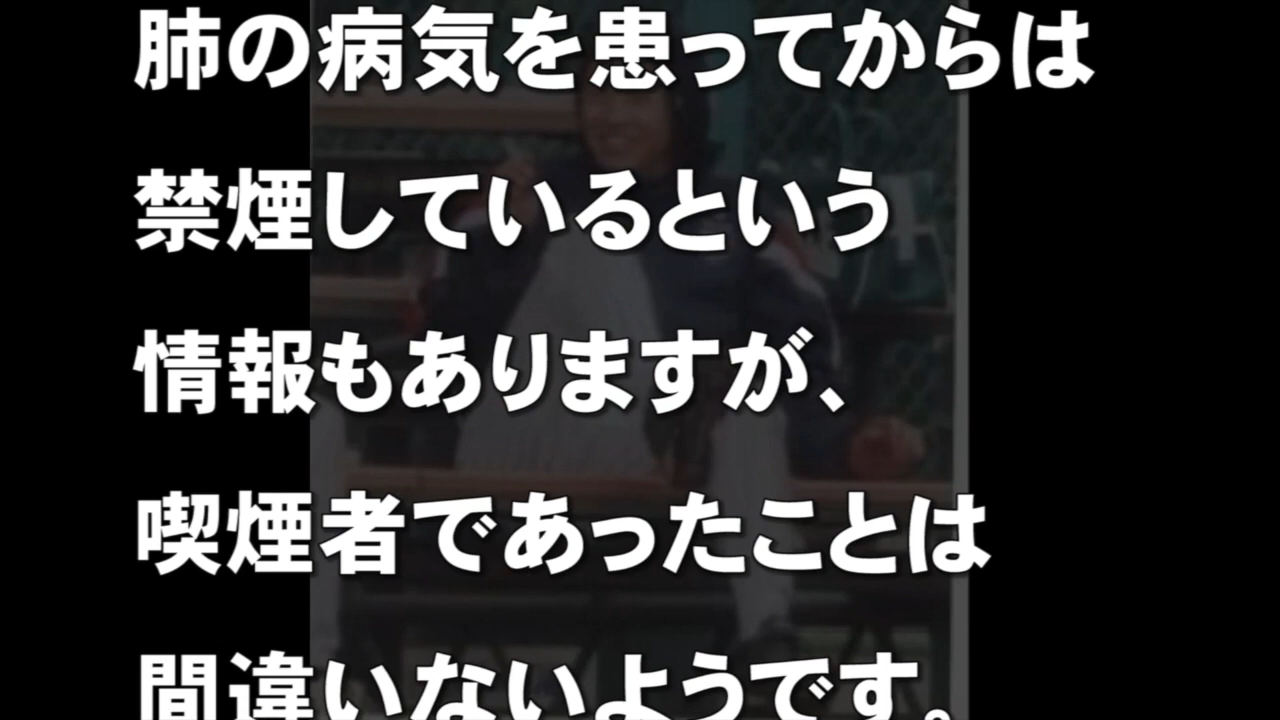 肺の病気を患ってからは
禁煙しているという
情報もありますが、
喫煙者であったことは
間違いないようです。